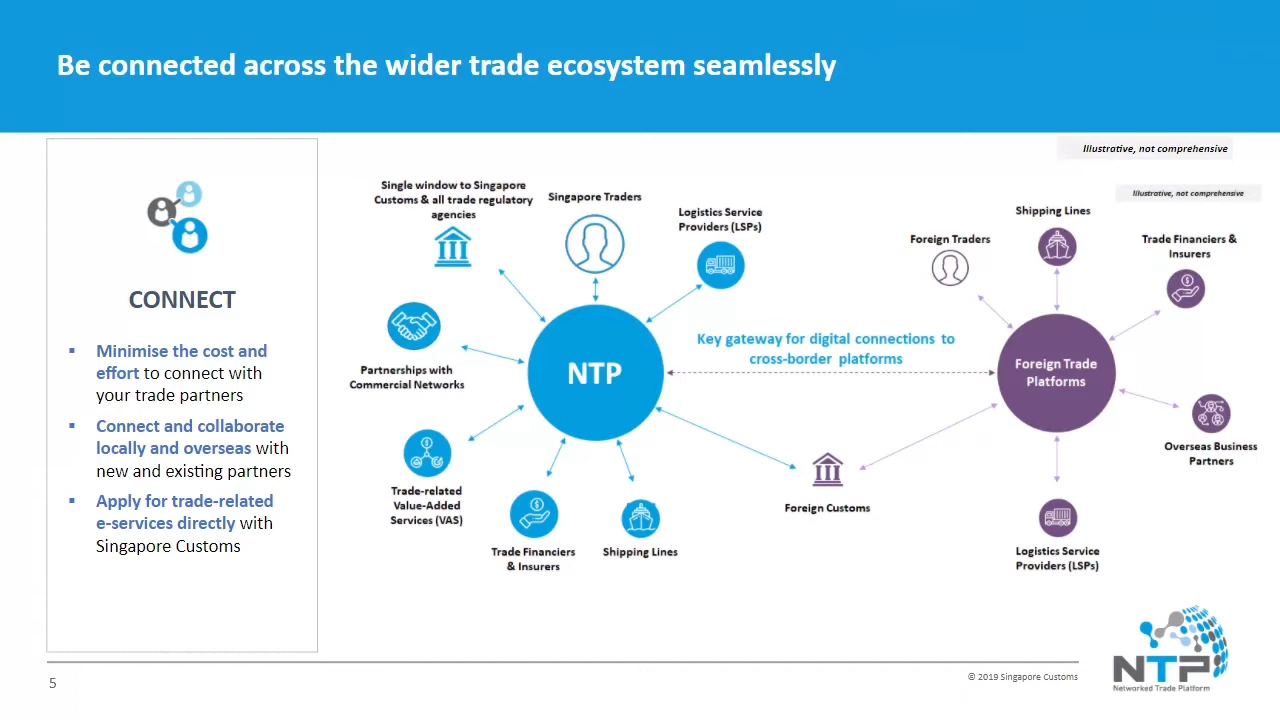 Be connected across the wider trade ecosystem seamlessly
Illustrative, not comprehensive
Illustrative, not comprehensive
CONNECT
▪ Minimise the cost and
effort to connect with
your trade partners
▪ Connect and collaborate
locally and overseas with
new and existing partners
▪ Apply for trade-related
e-services directly with
Singapore Customs
Single window to Singapore
Customs & all trade regulatory
agencies
Singapore Traders
Logistics Service
Providers (LSPs)
Partnerships with
Commercial Networks
NTP
Trade-related
Value-Added
Services (VAS)
Trade Financiers
& Insurers
Shipping Lines
Key gateway for digital connections to
cross-border platforms
Foreign Customs
Foreign Traders
Shipping Lines
Trade Financiers &
Insurers
Foreign Trade
Platforms
Overseas Business
Partners
Logistics Service
Providers (LSPs)
5
© 2019 Singapore Customs
NTP
Networked Trade Platform